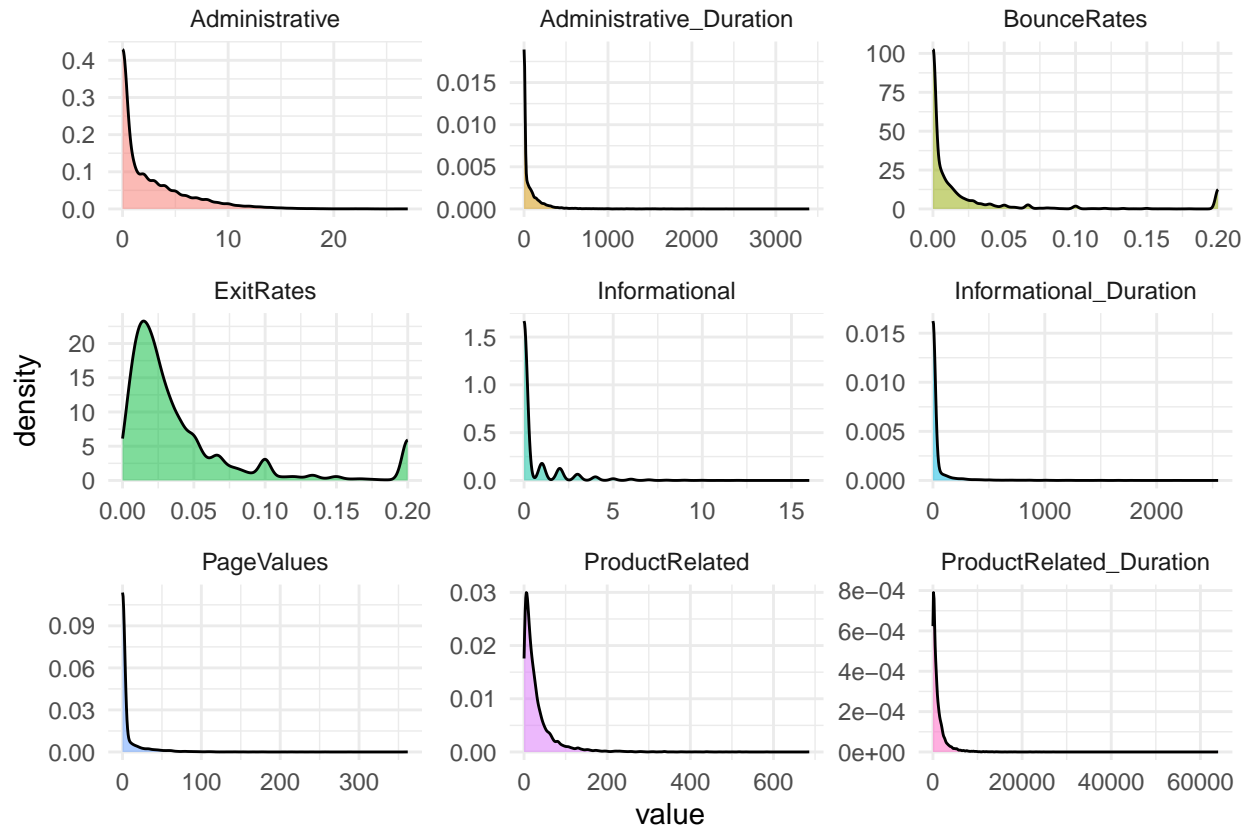 Administrative
Administrative_Duration
BounceRates
0.4
0.3
0.2
0.1
0.0
0 10 20
0.015
0.010
0.005
0.000
0 1000 2000 3000
100
75
50
25
0
0.00 0.05 0.10 0.15 0.20
ExitRates
Informational
Informational_Duration
20
15
10
5
0
0.00 0.05 0.10 0.15 0.20
1.5
1.0
0.5
0.0
0 5 10 15
0.015
0.010
0.005
0.000
0 1000 2000
density
PageValues
ProductRelated
ProductRelated_Duration
0.09
0.06
0.03
0.00
0 100 200 300
0.03
0.02
0.01
0.00
0 200 400 600
8e−04
6e−04
4e−04
2e−04
0e+00
0 20000 40000 60000
value